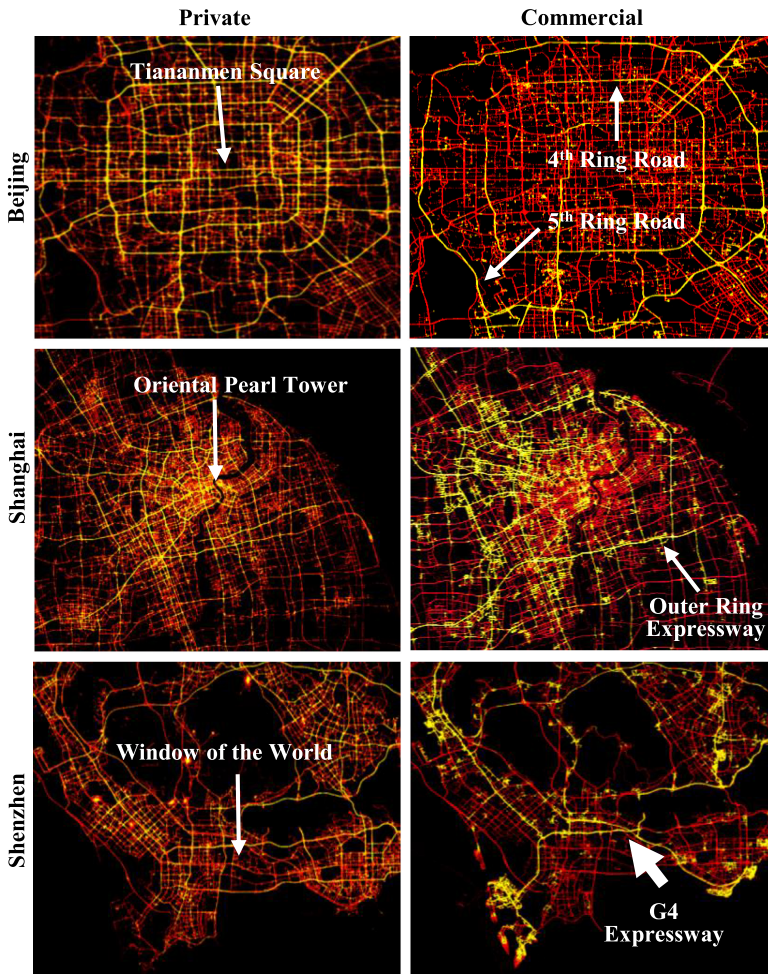 Private
Commercial
Beijing
Tiananmen Square
4th Ring Road
5th Ring Road
Shanghai
Oriental Pearl Tower
Outer Ring
Expressway
Shenzhen
Window of the World
G4
Expressway